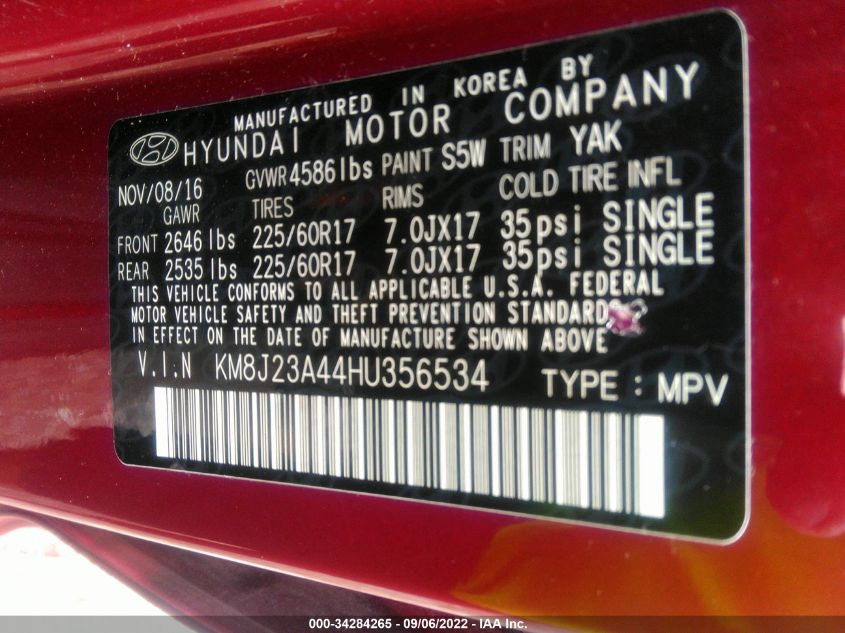 MANUFACTURED IN KOREA BY
HYUNDAI MOTOR COMPANY
NOV/08/16 GVWR 4586 lbs PAINT S5W TRIM YAK
GAWR TIRES RIMS COLD TIRE INFL
FRONT 2646 lbs 225/60R17 7.0JX17 35psi SINGLE
REAR 2535 lbs 225/60R17 7.0JX17 35psi SINGLE
THIS VEHICLE CONFORMS TO ALL APPLICABLE U.S.A. FEDERAL
MOTOR VEHICLE SAFETY AND THEFT PREVENTION STANDARDS
IN EFFECT ON THE DATE OF MANUFACTURE SHOWN ABOVE
V.I.N KM8J23A44HU356534 TYPE : MPV
000-34284265 - 09/06/2022 - IAA Inc.